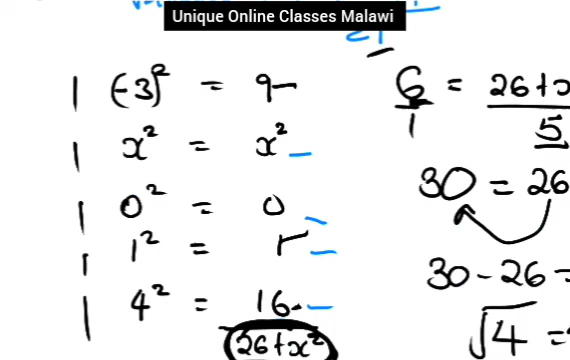 Unique Online Classes Malawi
| (-3)² = 9
| x² = x²
| 0² = 0
| 1² = 1
| 4² = 16
26+x²
6/1 = 26+x/5
30 = 26
30 - 26 =
√4 =